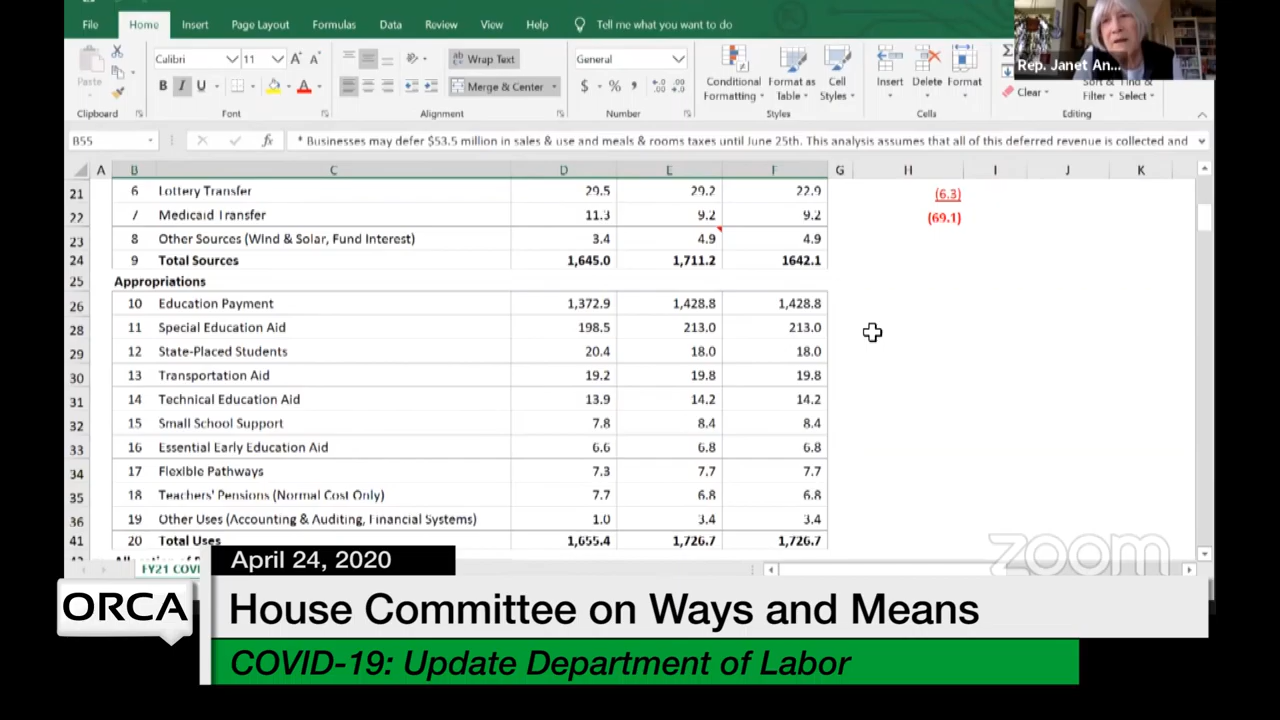 File Home Insert Page Layout Formulas Data Review View Help Tell me what you want to do
Rep. Janet An...
Paste
Calibri 11 A A Wrap Text General
B I U A Merge & Center $ % , Conditional Formatting Format as Table Cell Styles Insert Delete Format Clear Find & Select Filter
Clipboard Font Alignment Number Styles Cells Editing
B55 fx * Businesses may defer $53.5 million in sales & use and meals & rooms taxes until June 25th. This analysis assumes that all of this deferred revenue is collected and
A B C D E F G H I J K
21 6 Lottery Transfer 29.5 29.2 22.9 (6.3)
22 7 Medicaid Transfer 11.3 9.2 9.2 (69.1)
23 8 Other Sources (Wind & Solar, Fund Interest) 3.4 4.9 4.9
24 9 Total Sources 1,645.0 1,711.2 1642.1
25 Appropriations
26 10 Education Payment 1,372.9 1,428.8 1,428.8
28 11 Special Education Aid 198.5 213.0 213.0
29 12 State-Placed Students 20.4 18.0 18.0
30 13 Transportation Aid 19.2 19.8 19.8
31 14 Technical Education Aid 13.9 14.2 14.2
32 15 Small School Support 7.8 8.4 8.4
33 16 Essential Early Education Aid 6.6 6.8 6.8
34 17 Flexible Pathways 7.3 7.7 7.7
35 18 Teachers' Pensions (Normal Cost Only) 7.7 6.8 6.8
36 19 Other Uses (Accounting & Auditing, Financial Systems) 1.0 3.4 3.4
41 20 Total Uses 1,655.4 1,726.7 1,726.7
zoom
FY21 COVI
April 24, 2020
ORCA
House Committee on Ways and Means
COVID-19: Update Department of Labor